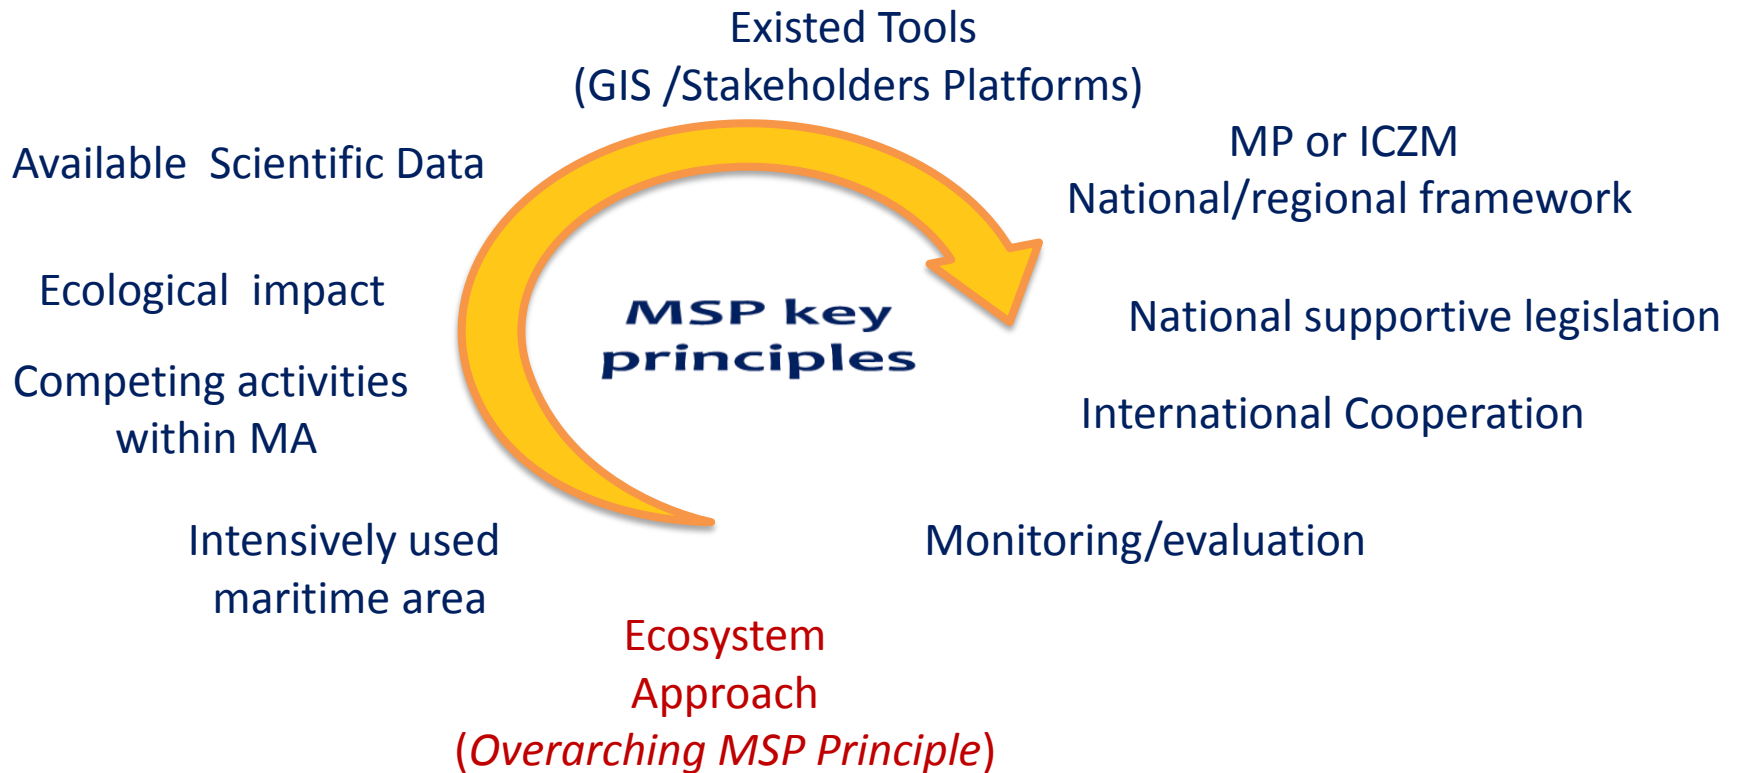 Existed Tools
(GIS /Stakeholders Platforms)
Available Scientific Data
MP or ICZM
National/regional framework
Ecological impact
MSP key
principles
National supportive legislation
Competing activities
within MA
International Cooperation
Intensively used
maritime area
Monitoring/evaluation
Ecosystem
Approach
(Overarching MSP Principle)